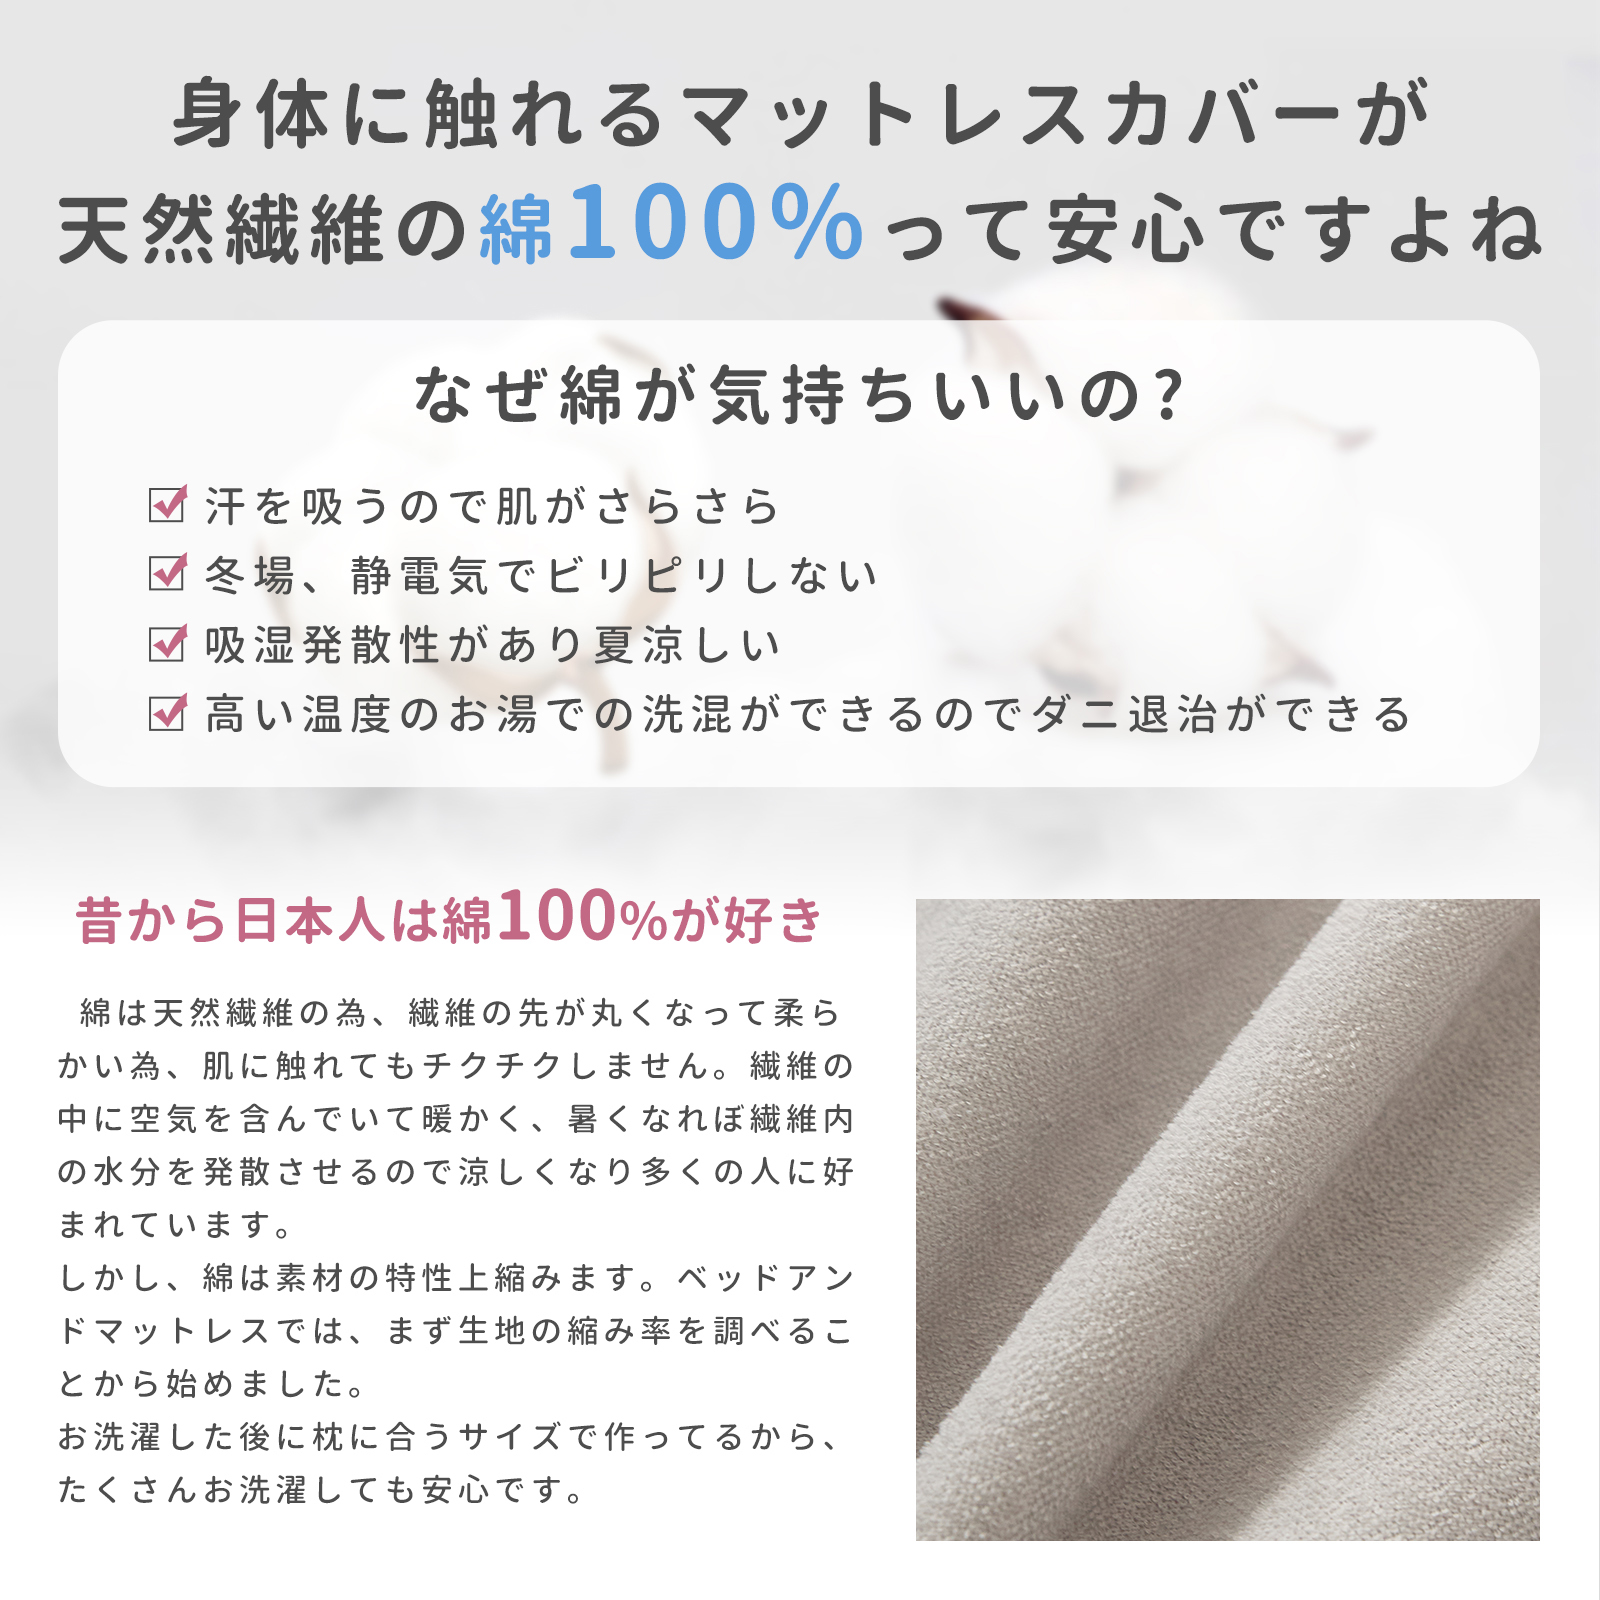 身体に触れるマットレスカバーが
天然繊維の綿100%って安心ですよね
なぜ綿が気持ちいいの?
汗を吸うので肌がさらさら
冬場、静電気でビリピリしない
吸湿発散性があり夏涼しい
高い温度のお湯での洗混ができるのでダニ退治ができる
昔から日本人は綿100%が好き
綿は天然繊維の為、繊維の先が丸くなって柔ら
かい為、肌に触れてもチクチクしません。繊維の
中に空気を含んでいて暖かく、暑くなれぼ繊維内
の水分を発散させるので涼しくなり多くの人に好
まれています。
しかし、綿は素材の特性上縮みます。ベッドアン
ドマットレスでは、まず生地の縮み率を調べるこ
とから始めました。
お洗濯した後に枕に合うサイズで作ってるから、
たくさんお洗濯しても安心です。